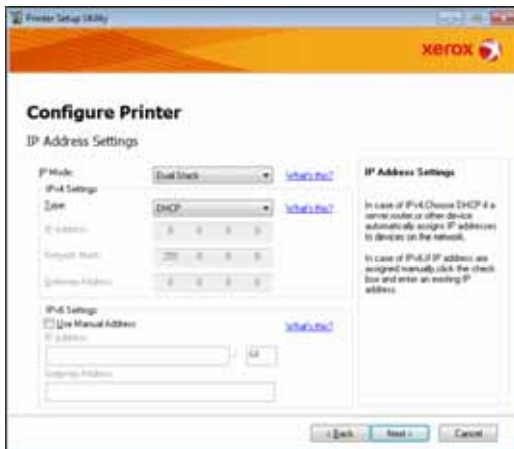 Printer Setup Utility
xerox
Configure Printer
IP Address Settings
IP Mode:
Dual Stack
What's this?
IPv4 Settings
Type:
DHCP
What's this?
IP Address:
0 0 0 0
Network Mask:
255 0 0 0
Gateway Address:
0 0 0 0
IPv6 Settings
Use Manual Address
What's this?
IP Address:
/ 64
Gateway Address:
IP Address Settings
In case of IPv4,Choose DHCP if a
server,router,or other device
automatically assigns IP addresses
to devices on the network.
In case of IPv6,if IP address are
assigned manually,click the check
box and enter an existing IP
address.
< Back
Next >
Cancel